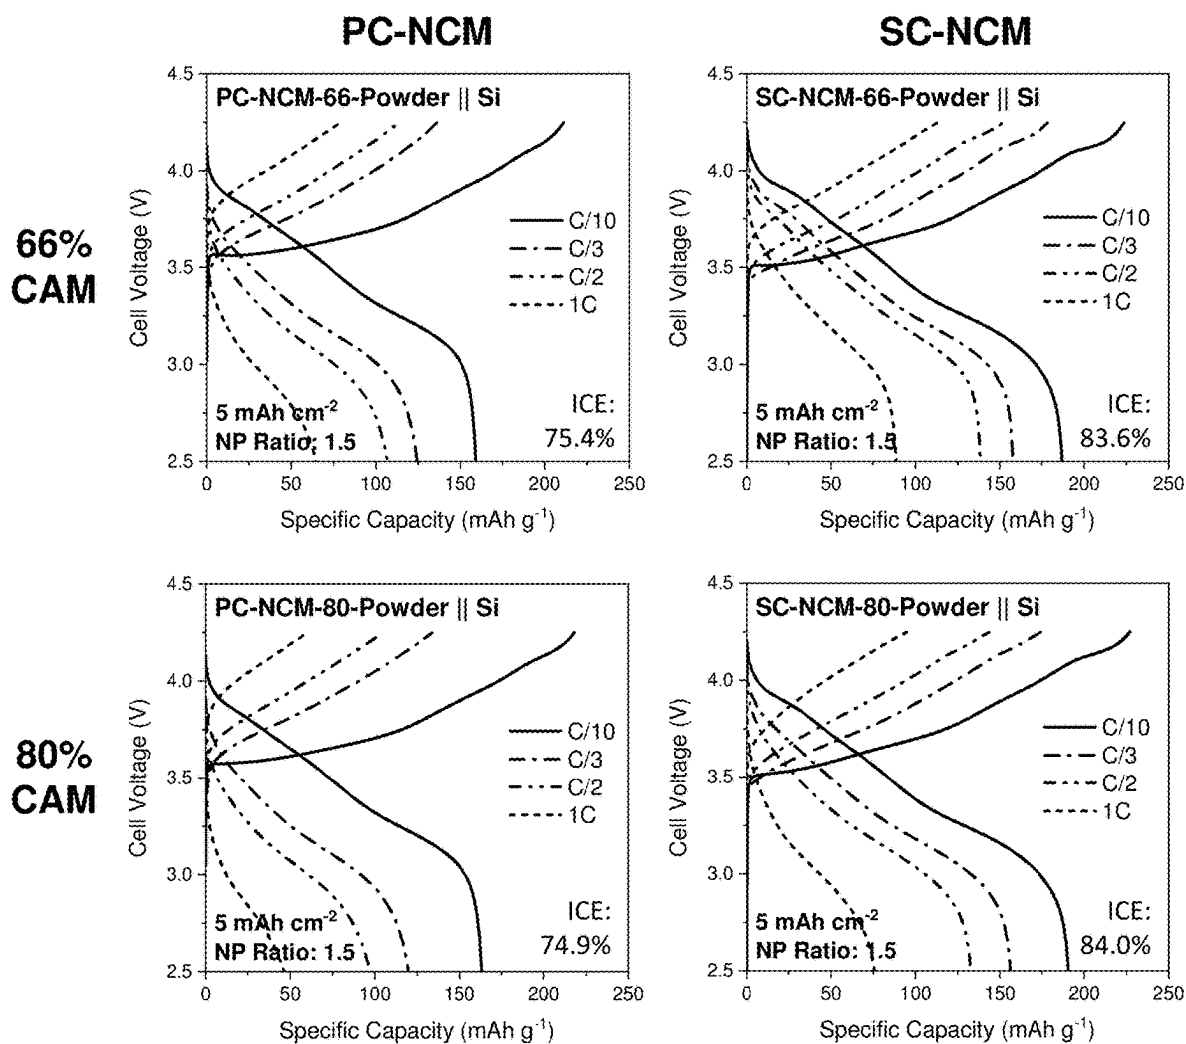 PC-NCM
SC-NCM
66%
CAM
80%
CAM
PC-NCM-66-Powder || Si
4.5
4.0
3.5
3.0
2.5
Cell Voltage (V)
C/10
C/3
C/2
1C
5 mAh cm⁻²
NP Ratio: 1.5
ICE:
75.4%
0 50 100 150 200 250
Specific Capacity (mAh g⁻¹)
SC-NCM-66-Powder || Si
4.5
4.0
3.5
3.0
2.5
Cell Voltage (V)
C/10
C/3
C/2
1C
5 mAh cm⁻²
NP Ratio: 1.5
ICE:
83.6%
0 50 100 150 200 250
Specific Capacity (mAh g⁻¹)
PC-NCM-80-Powder || Si
4.5
4.0
3.5
3.0
2.5
Cell Voltage (V)
C/10
C/3
C/2
1C
5 mAh cm⁻²
NP Ratio: 1.5
ICE:
74.9%
0 50 100 150 200 250
Specific Capacity (mAh g⁻¹)
SC-NCM-80-Powder || Si
4.5
4.0
3.5
3.0
2.5
Cell Voltage (V)
C/10
C/3
C/2
1C
5 mAh cm⁻²
NP Ratio: 1.5
ICE:
84.0%
0 50 100 150 200 250
Specific Capacity (mAh g⁻¹)